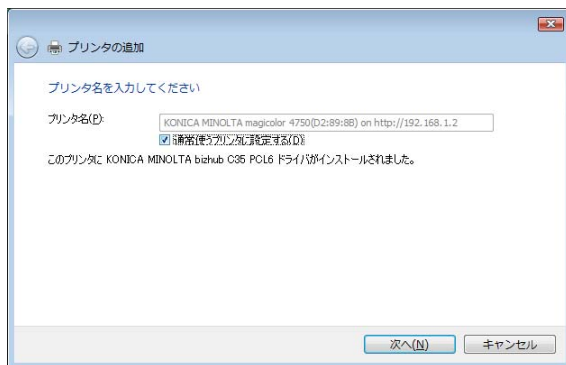 プリンタの追加
プリンタ名を入力してください
プリンタ名(P): KONICA MINOLTA magicolor 4750(D2:89:8B) on http://192.168.1.2
通常使うプリンタに設定する(D)
このプリンタに KONICA MINOLTA bizhub C35 PCL6 ドライバがインストールされました。
次へ(N) キャンセル